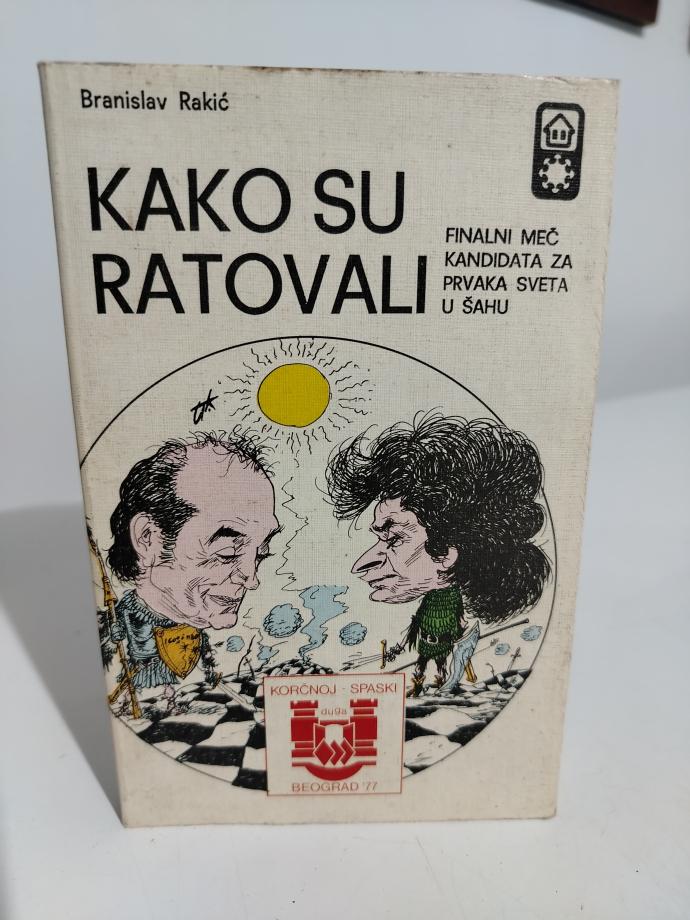 Branislav Rakić
KAKO SU
RATOVALI
FINALNI MEČ
KANDIDATA ZA
PRVAKA SVETA
U ŠAHU
KORČNOJ - SPASKI
duga
BEOGRAD '77